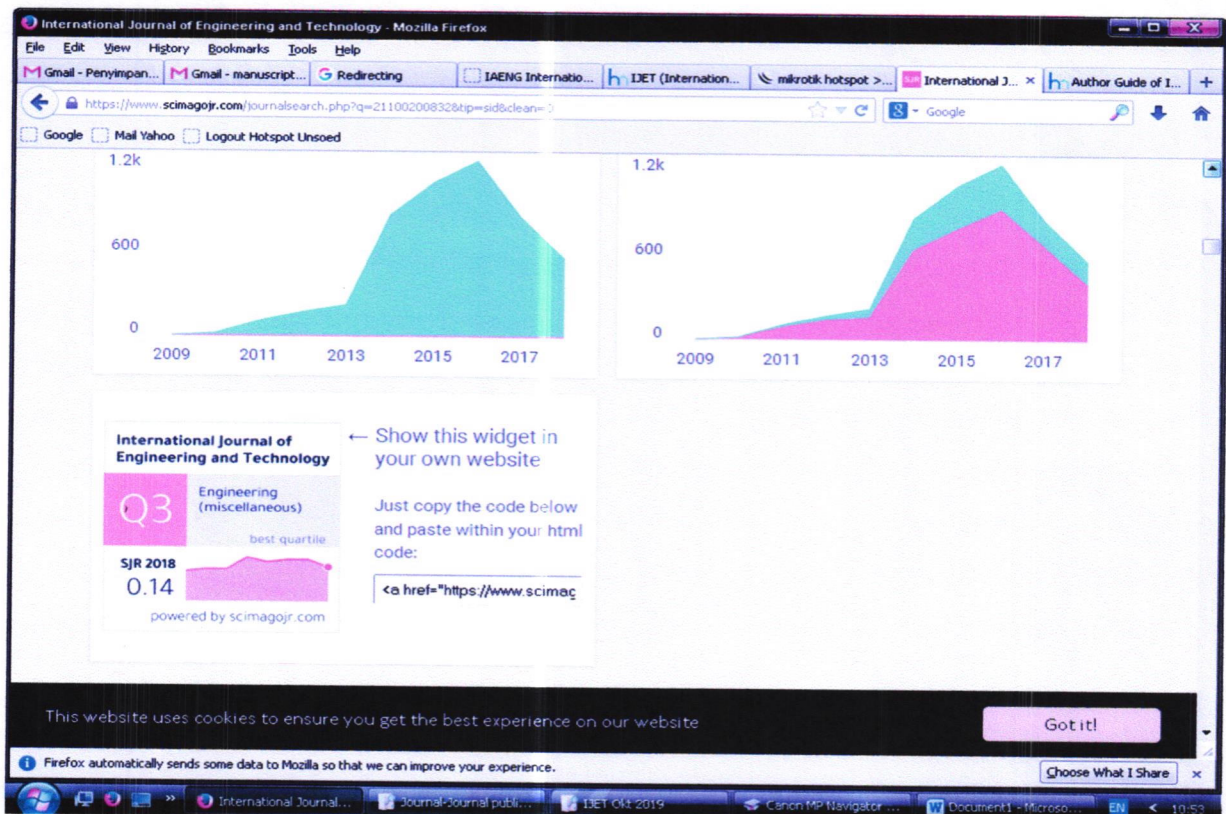 International Journal of Engineering and Technology - Mozilla Firefox
File Edit View History Bookmarks Tools Help
Gmail - Penyimpan... Gmail - manuscript... Redirecting IAENG Internatio... IJET (Internation... mikrotik hotspot >... International J... × Author Guide of I... +
https://www.scimagojr.com/journalsearch.php?q=21100200832&tip=sid&clean=0 Google
Google Mail Yahoo Logout Hotspot Unsoed
1.2k
600
0
2009 2011 2013 2015 2017
1.2k
600
0
2009 2011 2013 2015 2017
International Journal of
Engineering and Technology
Q3
Engineering
(miscellaneous)
best quartile
SJR 2018
0.14
powered by scimagojr.com
← Show this widget in
your own website
Just copy the code below
and paste within your html
code:
<a href="https://www.scimag
This website uses cookies to ensure you get the best experience on our website
Got it!
Firefox automatically sends some data to Mozilla so that we can improve your experience.
Choose What I Share ×
International Journal... Journal-Journal publi... IJET Okt 2019 Canon MP Navigator ... Document1 - Microso... EN < 10:53